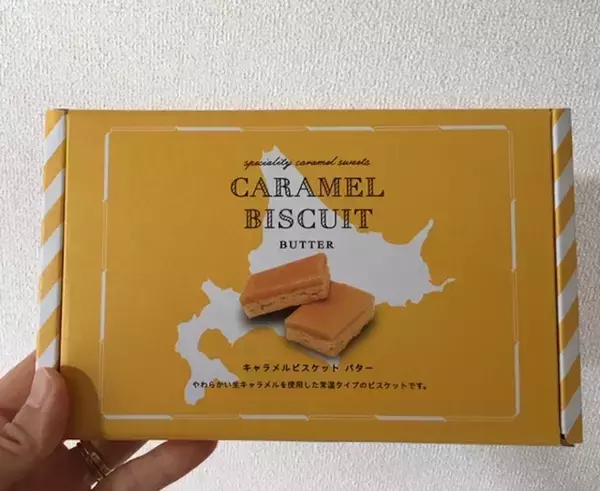 speciality caramel sweets
CARAMEL
BISCUIT
BUTTER
キャラメルビスケット バター
やわらかい生キャラメルを使用した常温タイプのビスケットです。